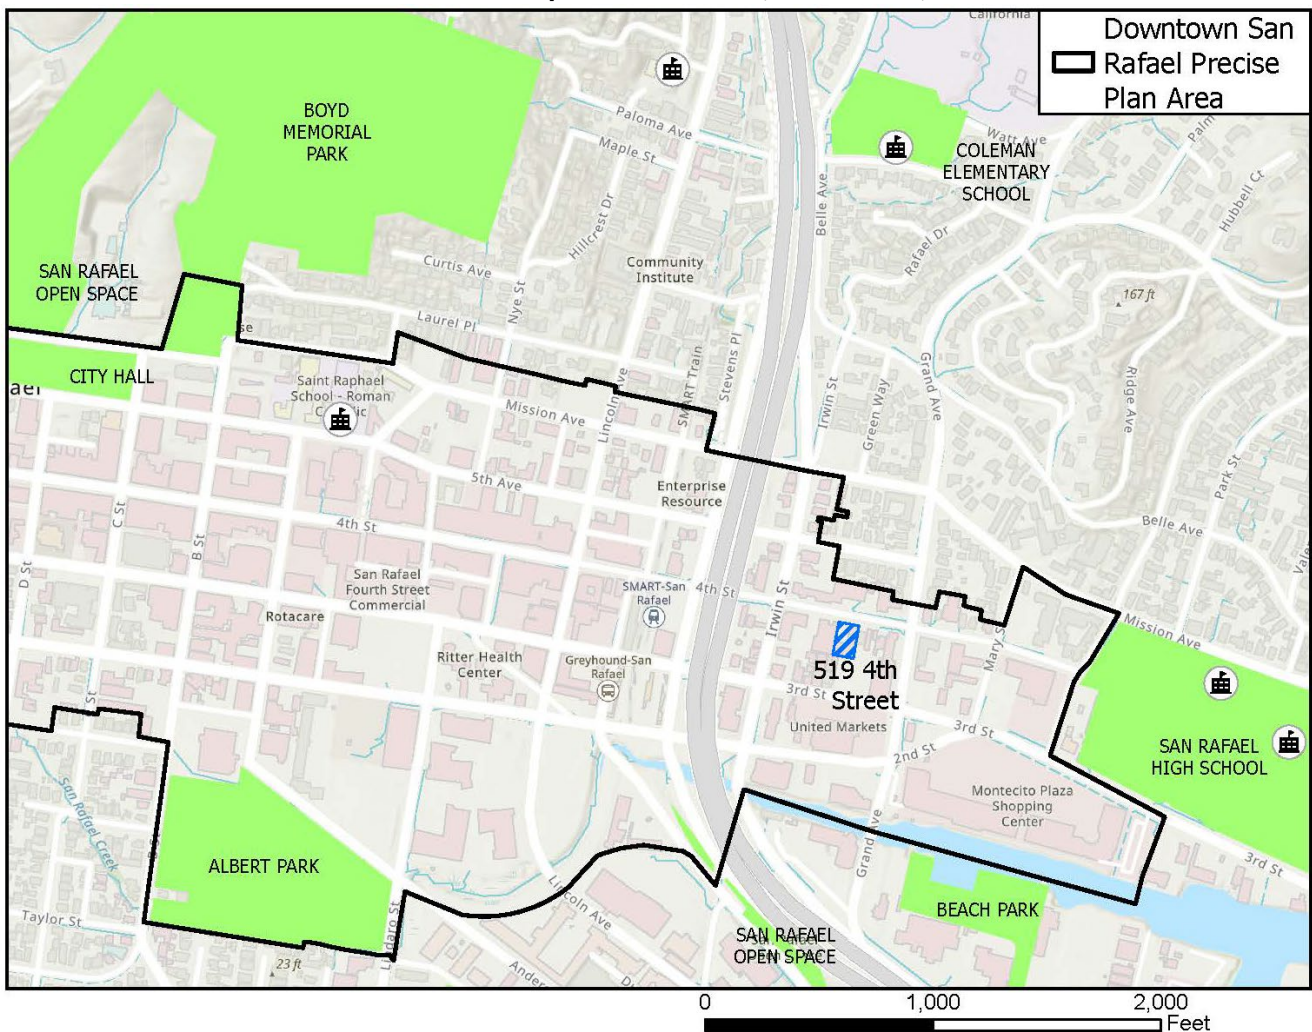 California
Downtown San
Rafael Precise
Plan Area
BOYD
MEMORIAL
PARK
Paloma Ave
Maple St
Belle Ave
Watt Ave
COLEMAN
ELEMENTARY
SCHOOL
Hubbell Ct
Hillcrest Dr
Rafael Dr
Curtis Ave
Community
Institute
SAN RAFAEL
OPEN SPACE
167 ft
Nye St
Laurel Pl
Stevens Pl
SMART Train
CITY HALL
Saint Raphael
School - Roman
Mission Ave
Lincoln Ave
Irwin St
Green Way
Grand Ave
Ridge Ave
Park St
5th Ave
Enterprise
Resource
C St
B St
4th St
Belle Ave
D St
San Rafael
Fourth Street
Commercial
SMART-San
Rafael
4th St
Irwin St
Rotacare
Mission Ave
Ritter Health
Center
Greyhound-San
Rafael
519 4th
Street
3rd St
United Markets
3rd St
2nd St
SAN RAFAEL
HIGH SCHOOL
Montecito Plaza
Shopping
Center
San Rafael Creek
ALBERT PARK
Grand Ave
3rd St
Lincoln Ave
BEACH PARK
Taylor St
Lindaro St
SAN RAFAEL
OPEN SPACE
23 ft
0 1,000 2,000
Feet